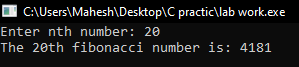 C:\Users\Mahesh\Desktop\C practic\lab work.exe
Enter nth number: 20
The 20th fibonacci number is: 4181